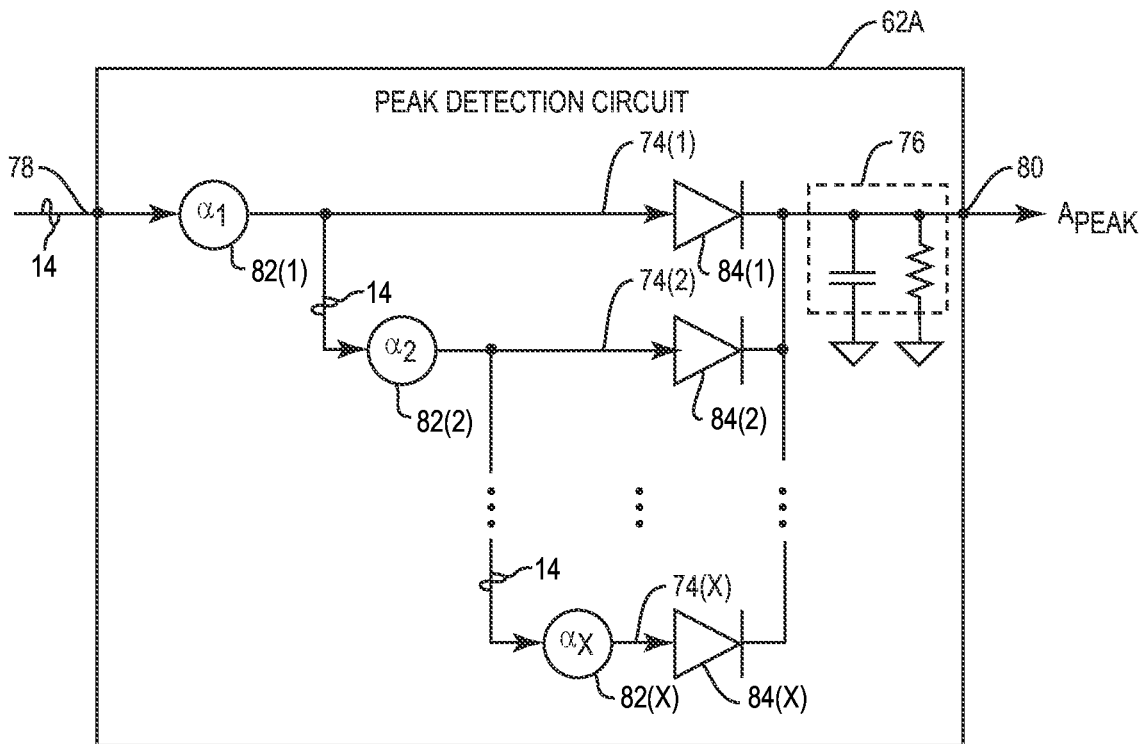 62A
PEAK DETECTION CIRCUIT
74(1)
76
78
80
α1
APEAK
14
82(1)
84(1)
74(2)
14
α2
82(2)
84(2)
14
74(X)
αX
82(X)
84(X)